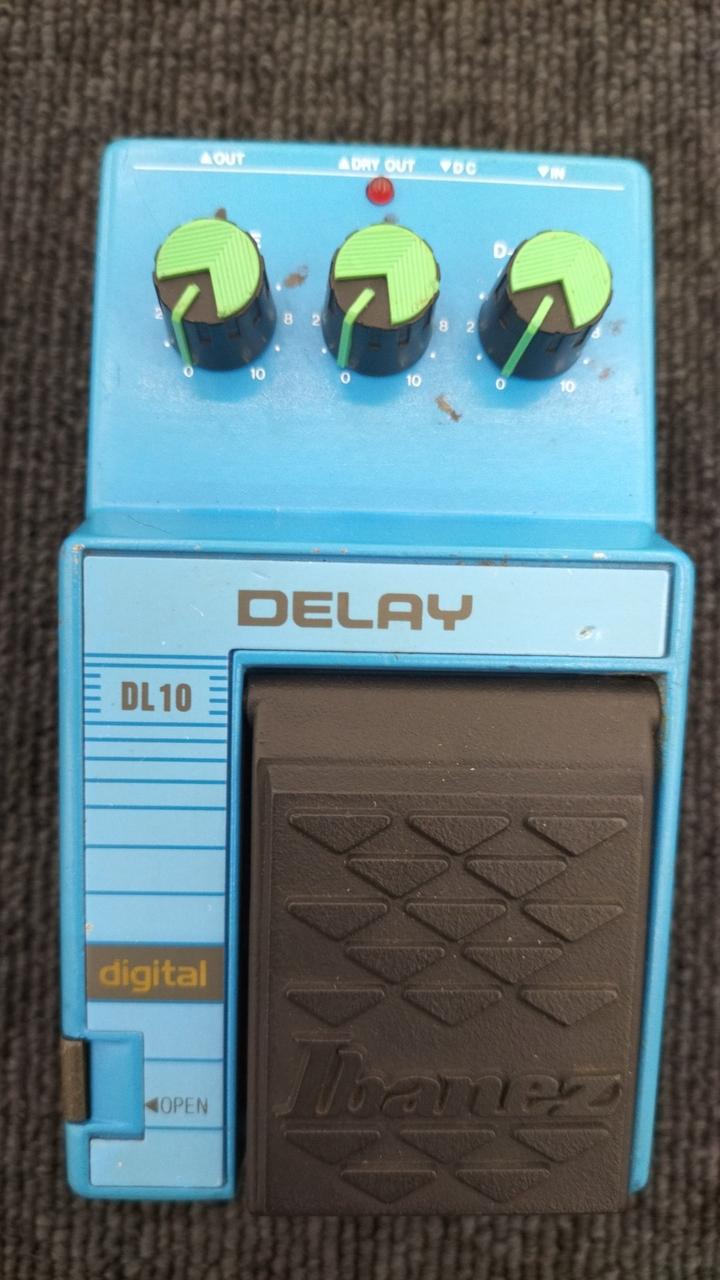 ▲OUT ▲DRY OUT ▼DC ▼IN
E D-
2 8 2 8 2 8
0 10 0 10 0 10
DELAY
DL10
digital
◀OPEN
Ibanez